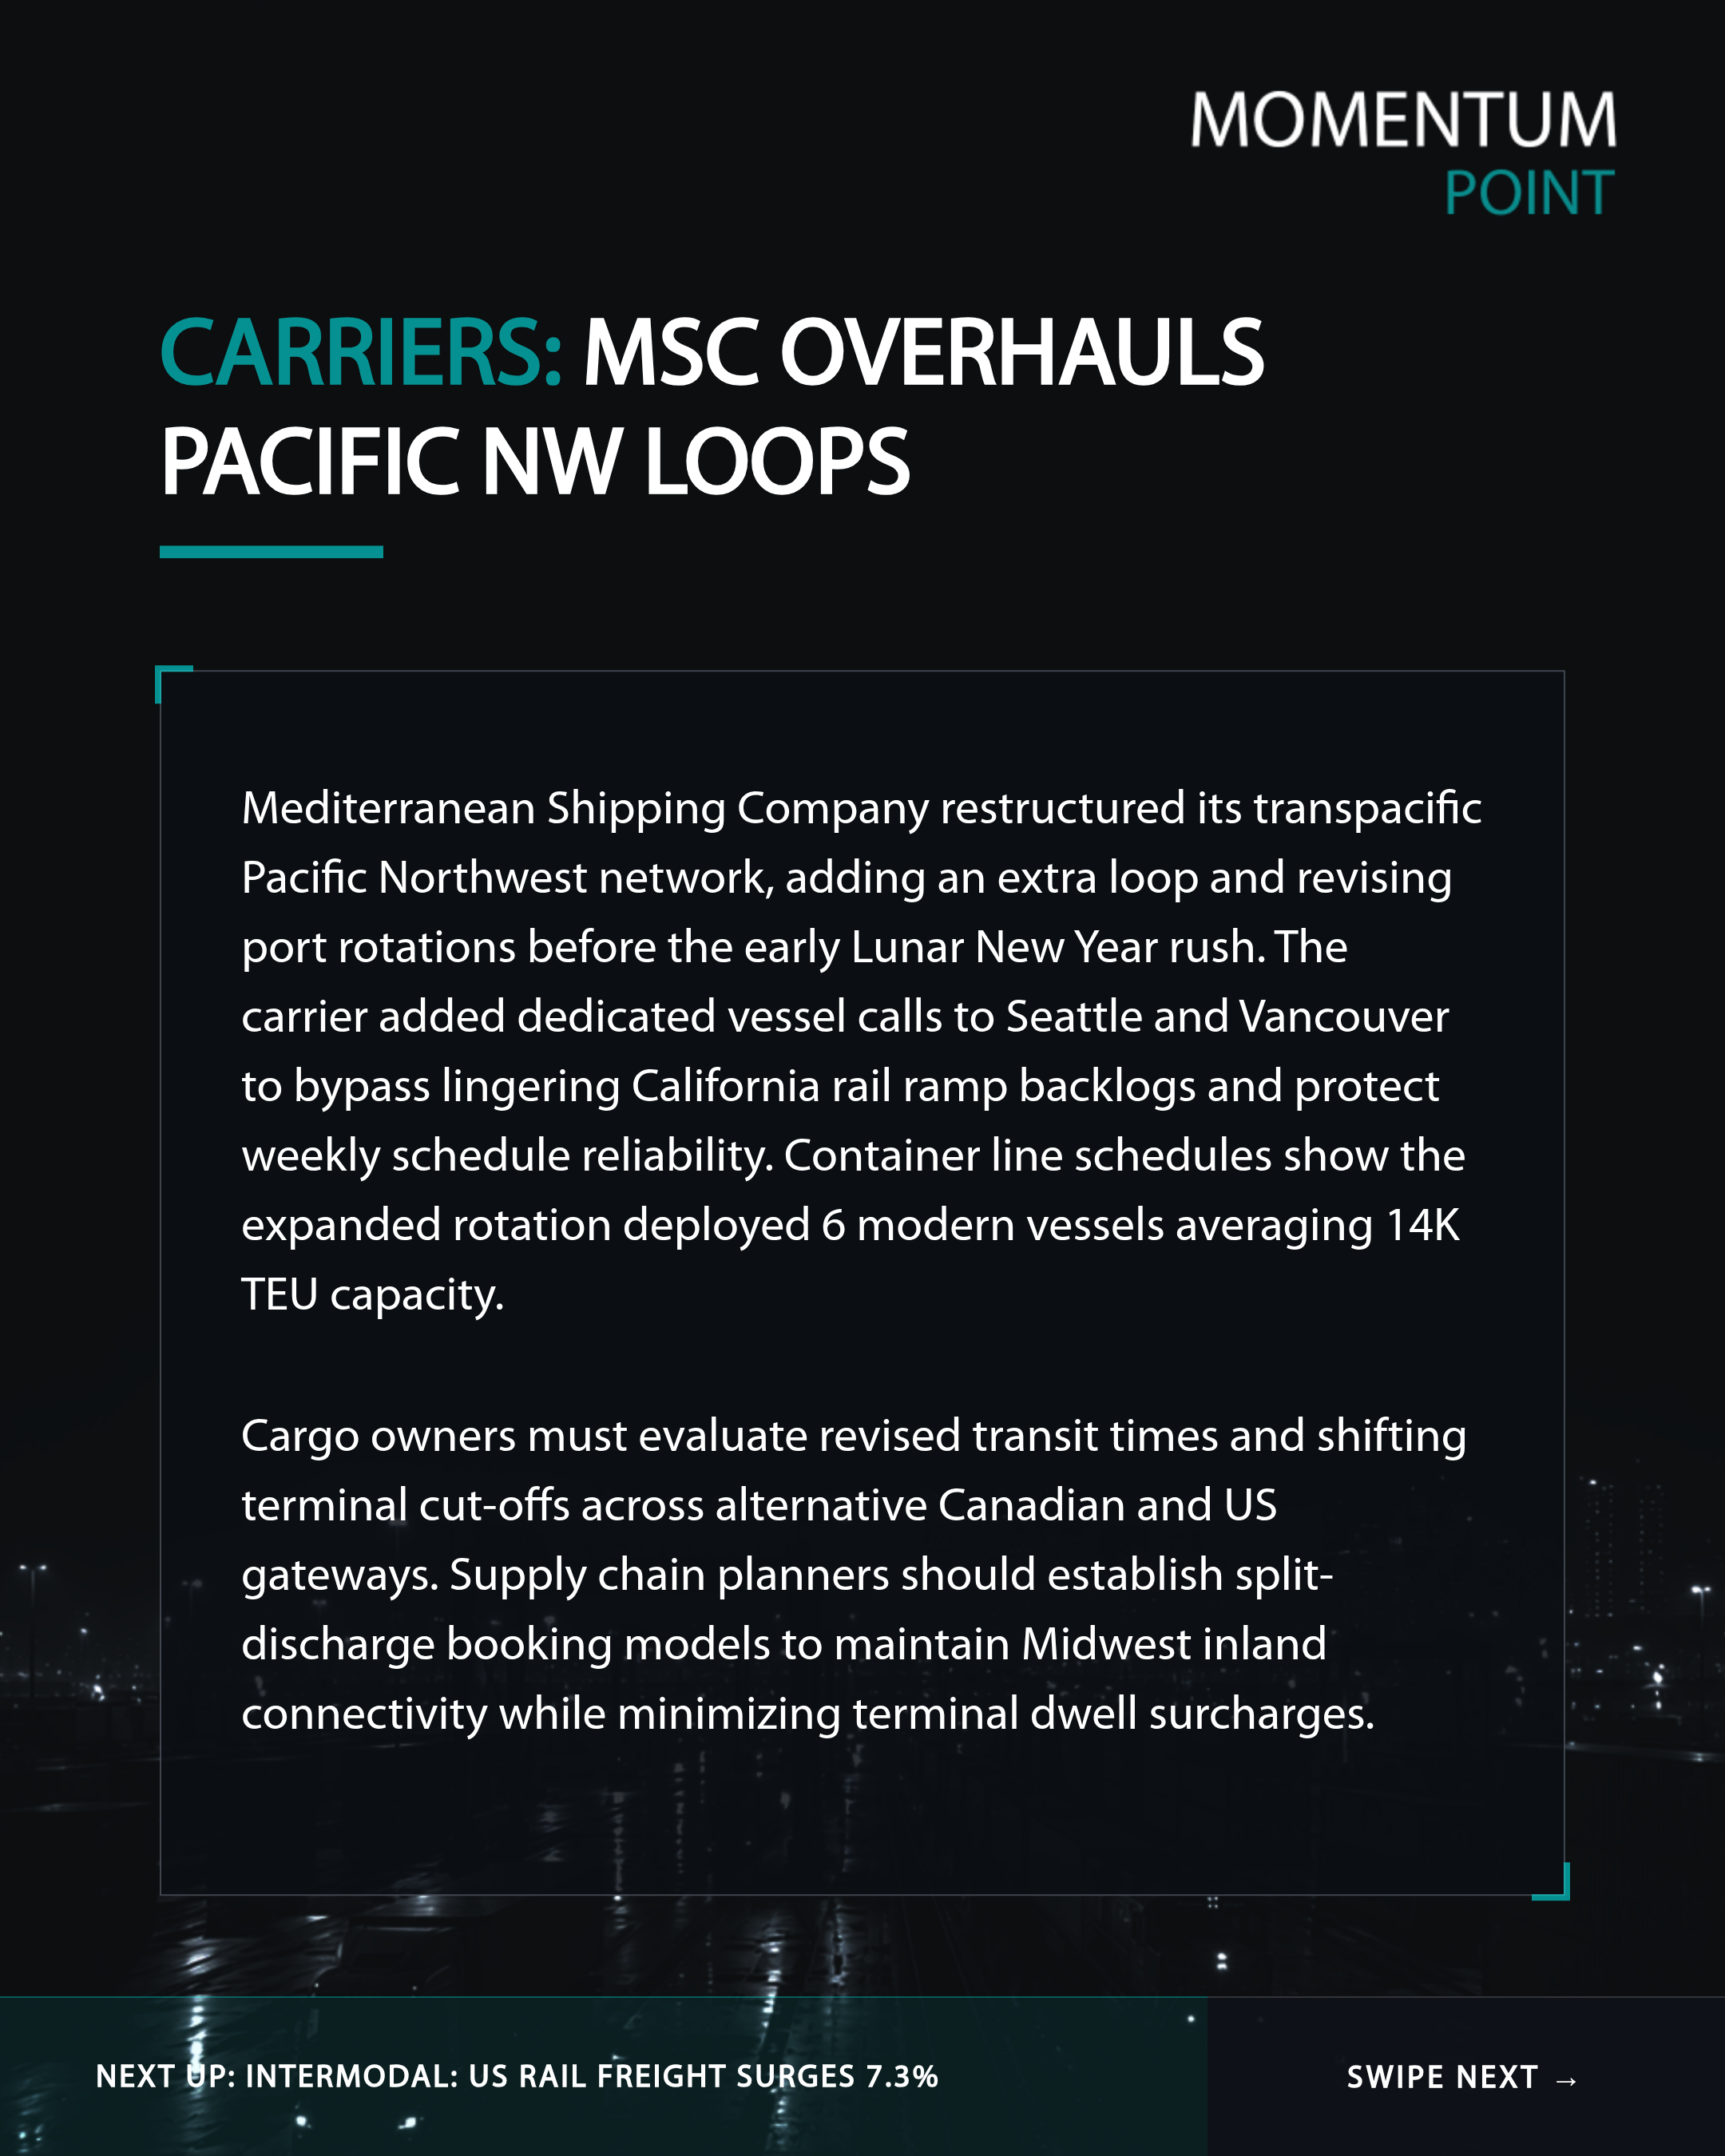 MOMENTUM
POINT
CARRIERS: MSC OVERHAULS
PACIFIC NW LOOPS
Mediterranean Shipping Company restructured its transpacific
Pacific Northwest network, adding an extra loop and revising
port rotations before the early Lunar New Year rush. The
carrier added dedicated vessel calls to Seattle and Vancouver
to bypass lingering California rail ramp backlogs and protect
weekly schedule reliability. Container line schedules show the
expanded rotation deployed 6 modern vessels averaging 14K
TEU capacity.
Cargo owners must evaluate revised transit times and shifting
terminal cut-offs across alternative Canadian and US
gateways. Supply chain planners should establish split-
discharge booking models to maintain Midwest inland
connectivity while minimizing terminal dwell surcharges.
NEXT UP: INTERMODAL: US RAIL FREIGHT SURGES 7.3%
SWIPE NEXT →